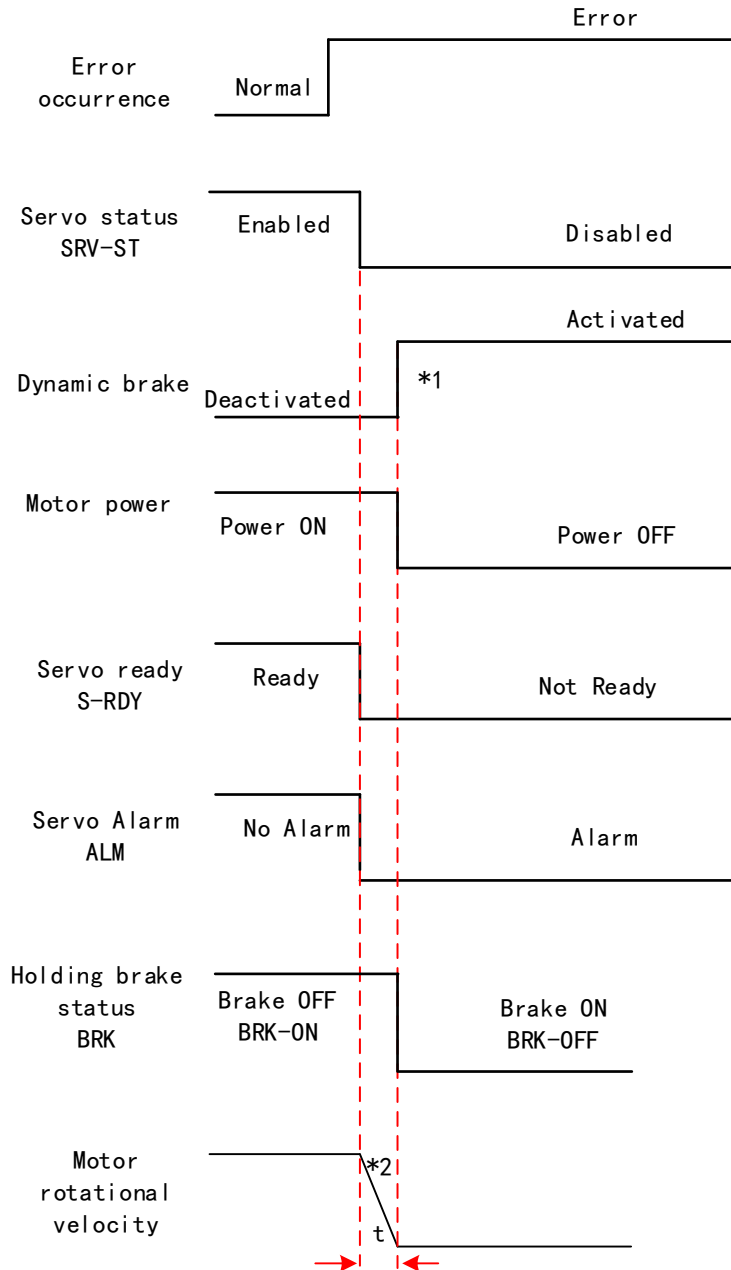 Error
Error
occurrence
Normal
Servo status
SRV-ST
Enabled
Disabled
Activated
Dynamic brake
*1
Deactivated
Motor power
Power ON
Power OFF
Servo ready
S-RDY
Ready
Not Ready
Servo Alarm
ALM
No Alarm
Alarm
Holding brake
status
BRK
Brake OFF
BRK-ON
Brake ON
BRK-OFF
Motor
rotational
velocity
*2
t